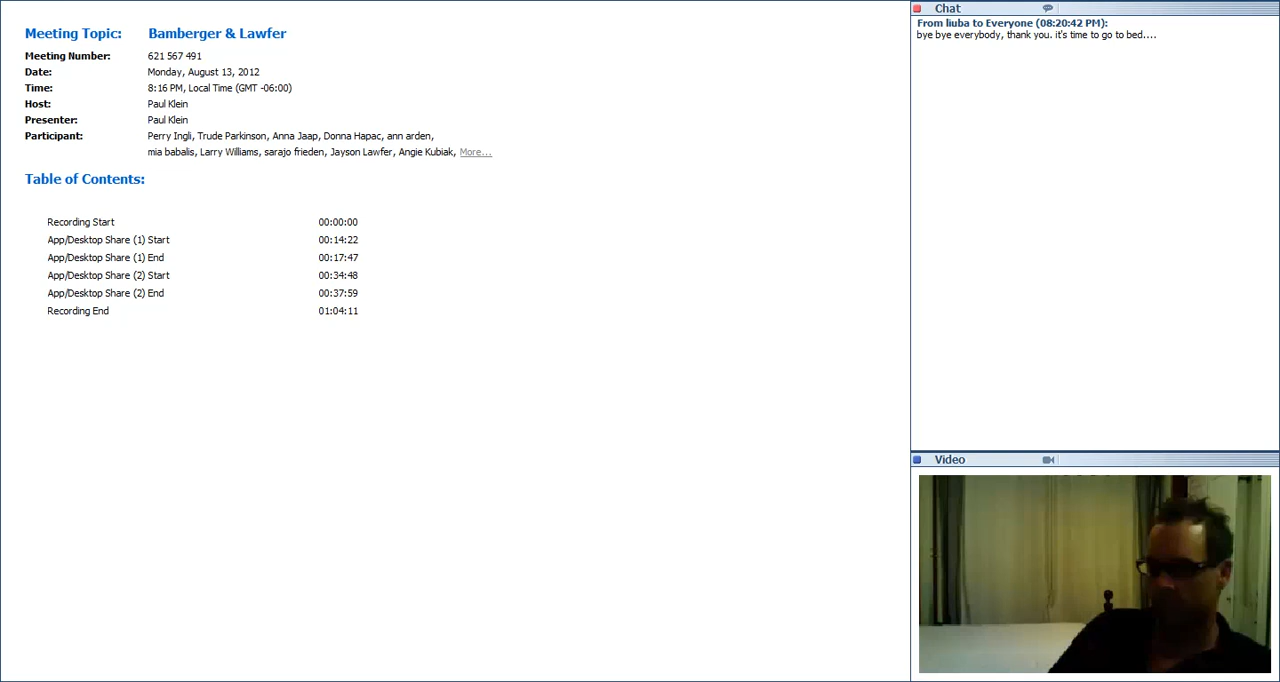 Meeting Topic: Bamberger & Lawfer
Meeting Number: 621 567 491
Date: Monday, August 13, 2012
Time: 8:16 PM, Local Time (GMT -06:00)
Host: Paul Klein
Presenter: Paul Klein
Participant: Perry Ingli, Trude Parkinson, Anna Jaap, Donna Hapac, ann arden,
mia babalis, Larry Williams, sarajo frieden, Jayson Lawfer, Angie Kubiak, More...
Table of Contents:
Recording Start 00:00:00
App/Desktop Share (1) Start 00:14:22
App/Desktop Share (1) End 00:17:47
App/Desktop Share (2) Start 00:34:48
App/Desktop Share (2) End 00:37:59
Recording End 01:04:11
Chat
From liuba to Everyone (08:20:42 PM):
bye bye everybody, thank you. it's time to go to bed....
Video